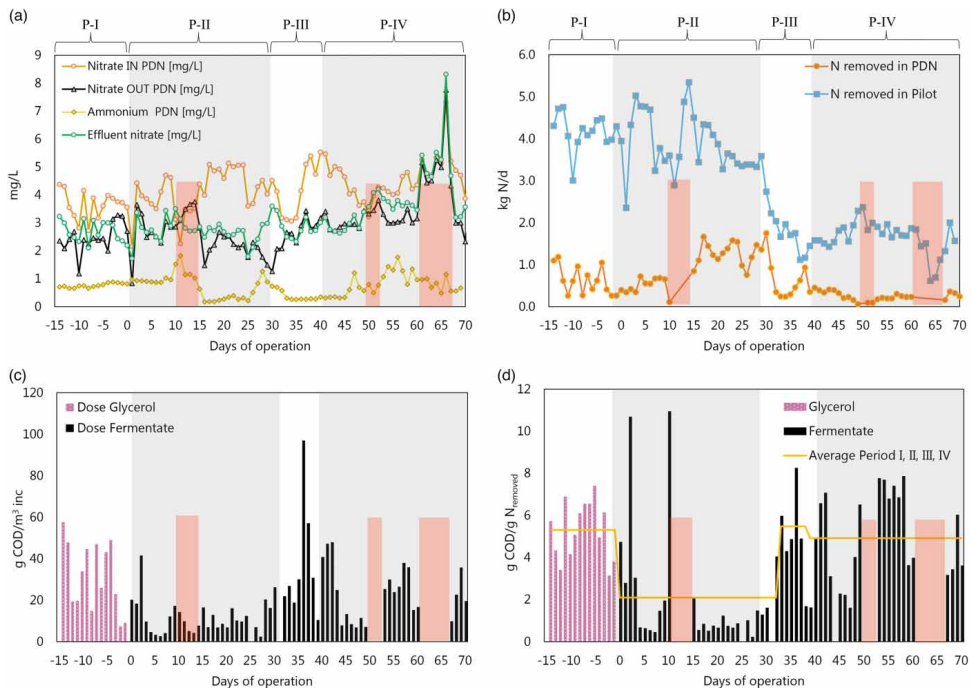 (a)
P-I P-II P-III P-IV
9
8
7
6
5
4
3
2
1
0
mg/L
Nitrate IN PDN [mg/L]
Nitrate OUT PDN [mg/L]
Ammonium PDN [mg/L]
Effluent nitrate [mg/L]
-15 -10 -5 0 5 10 15 20 25 30 35 40 45 50 55 60 65 70
Days of operation
(b)
P-I P-II P-III P-IV
6.0
5.0
4.0
3.0
2.0
1.0
0.0
kg N/d
N removed in PDN
N removed in Pilot
-15 -10 -5 0 5 10 15 20 25 30 35 40 45 50 55 60 65 70
Days of operation
(c)
120
100
80
60
40
20
0
g COD/m³ inc
Dose Glycerol
Dose Fermentate
-15 -10 -5 0 5 10 15 20 25 30 35 40 45 50 55 60 65 70
Days of operation
(d)
12
10
8
6
4
2
0
g COD/g Nremoved
Glycerol
Fermentate
Average Period I, II, III, IV
-15 -10 -5 0 5 10 15 20 25 30 35 40 45 50 55 60 65 70
Days of operation